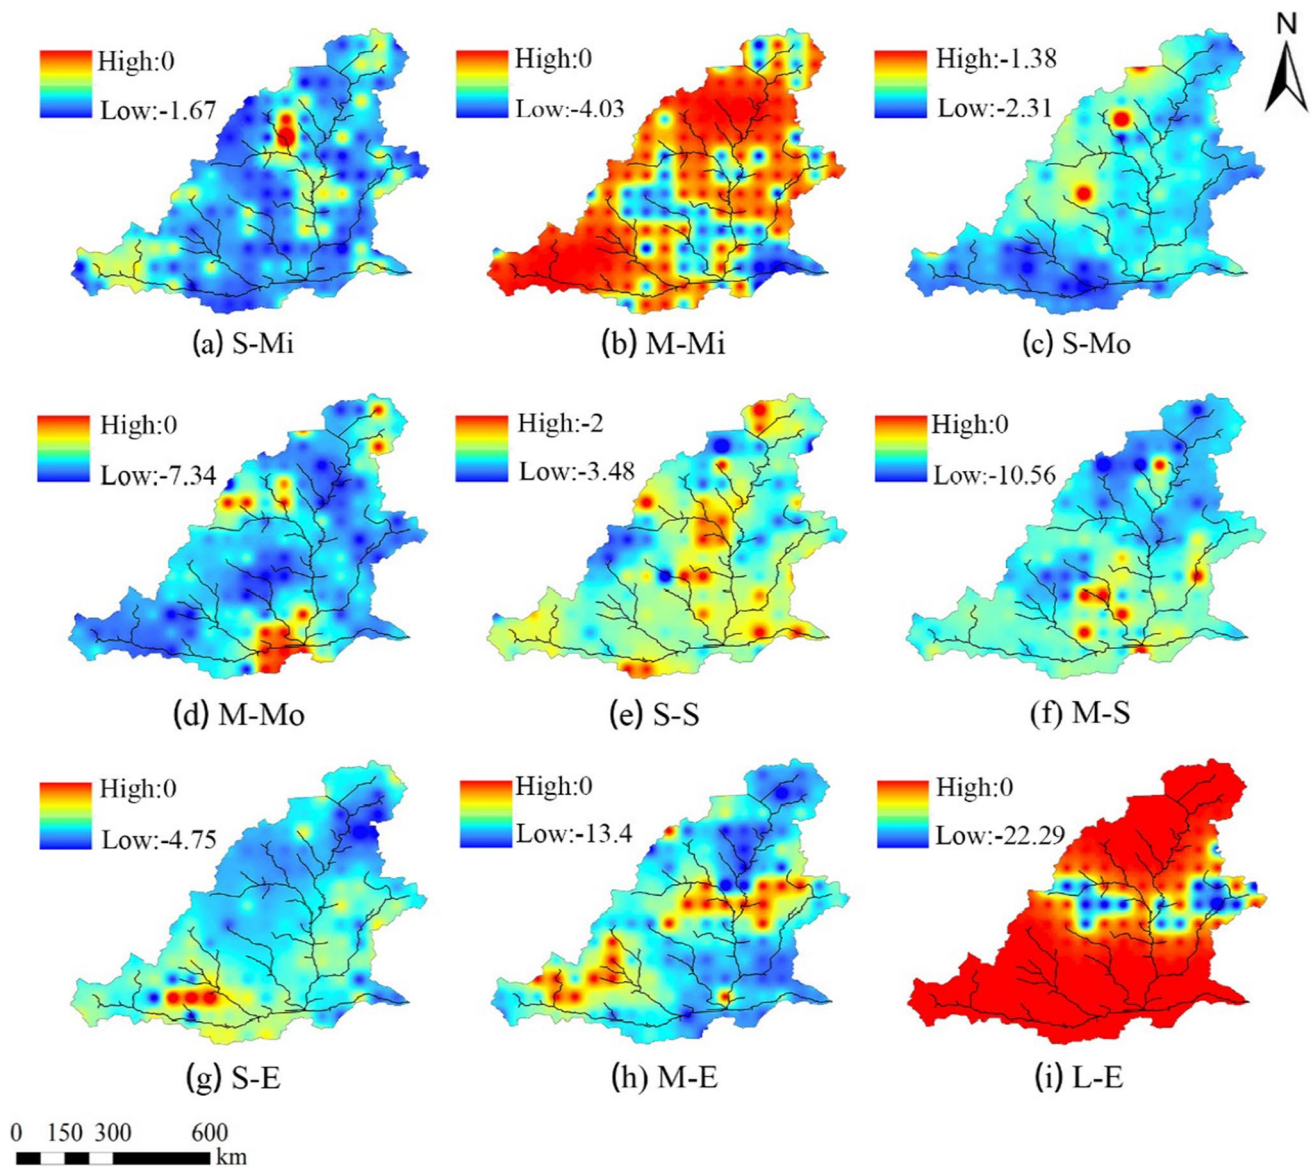 N
High:0
Low:-1.67
High:0
Low:-4.03
High:-1.38
Low:-2.31
(a) S-Mi
(b) M-Mi
(c) S-Mo
High:0
Low:-7.34
High:-2
Low:-3.48
High:0
Low:-10.56
(d) M-Mo
(e) S-S
(f) M-S
High:0
Low:-4.75
High:0
Low:-13.4
High:0
Low:-22.29
(g) S-E
(h) M-E
(i) L-E
0 150 300 600
km